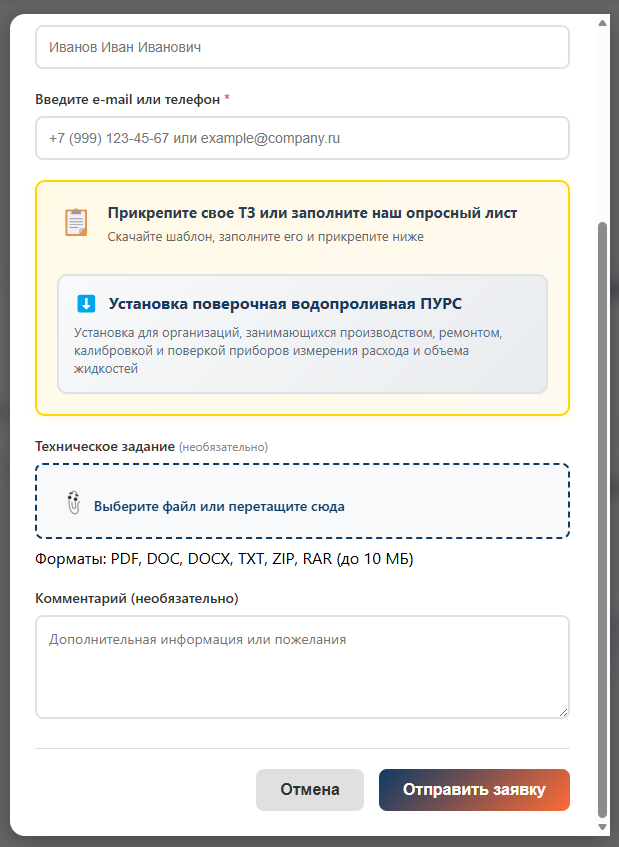 Иванов Иван Иванович
Введите e-mail или телефон *
+7 (999) 123-45-67 или example@company.ru
Прикрепите свое ТЗ или заполните наш опросный лист
Скачайте шаблон, заполните его и прикрепите ниже
Установка поверочная водопроливная ПУРС
Установка для организаций, занимающихся производством, ремонтом,
калибровкой и поверкой приборов измерения расхода и объема
жидкостей
Техническое задание (необязательно)
Выберите файл или перетащите сюда
Форматы: PDF, DOC, DOCX, TXT, ZIP, RAR (до 10 МБ)
Комментарий (необязательно)
Дополнительная информация или пожелания
Отмена
Отправить заявку